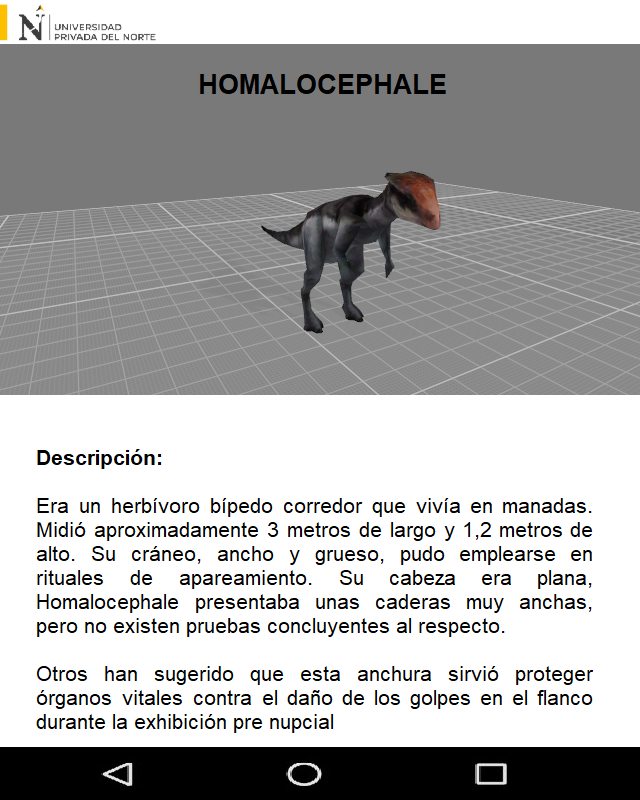 UNIVERSIDAD
PRIVADA DEL NORTE
HOMALOCEPHALE
Descripción:
Era un herbívoro bípedo corredor que vivía en manadas.
Midió aproximadamente 3 metros de largo y 1,2 metros de
alto. Su cráneo, ancho y grueso, pudo emplearse en
rituales de apareamiento. Su cabeza era plana,
Homalocephale presentaba unas caderas muy anchas,
pero no existen pruebas concluyentes al respecto.
Otros han sugerido que esta anchura sirvió proteger
órganos vitales contra el daño de los golpes en el flanco
durante la exhibición pre nupcial